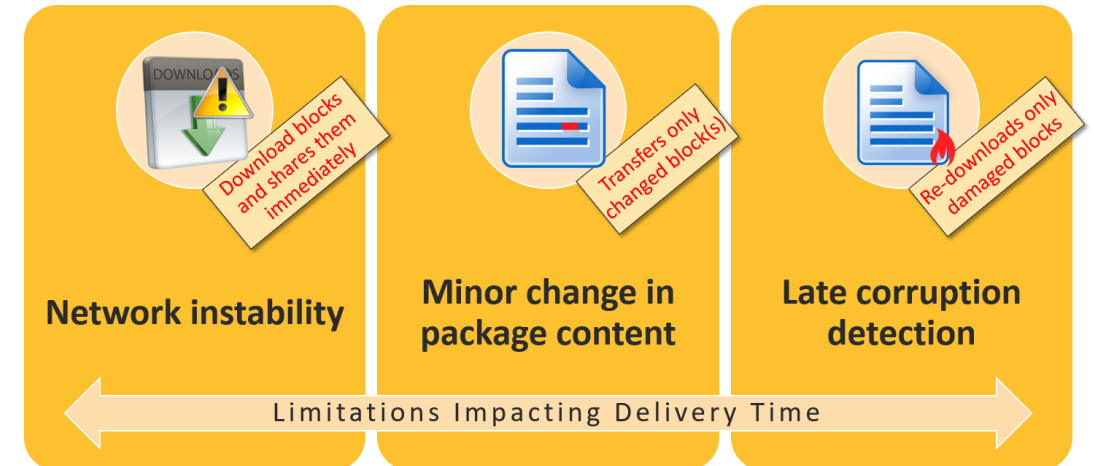 DOWNLOADS
Download blocks
and shares them
immediately
Network instability
Transfers only
changed block(s)
Minor change in
package content
Re-downloads only
damaged blocks
Late corruption
detection
Limitations Impacting Delivery Time